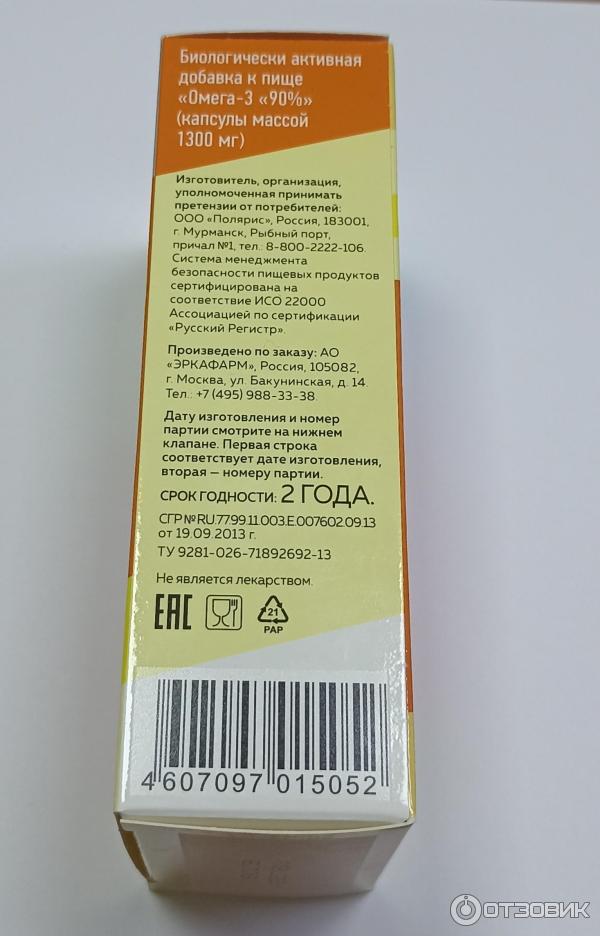 Биологически активная
добавка к пище
«Омега-3 «90%»
(капсулы массой
1300 мг)
Изготовитель, организация,
уполномоченная принимать
претензии от потребителей:
ООО «Полярис», Россия, 183001,
г. Мурманск, Рыбный порт,
причал №1, тел.: 8-800-2222-106.
Система менеджмента
безопасности пищевых продуктов
сертифицирована на
соответствие ИСО 22000
Ассоциацией по сертификации
«Русский Регистр».
Произведено по заказу: АО
«ЭРКАФАРМ», Россия, 105082,
г. Москва, ул. Бакунинская, д. 14.
Тел.: +7 (495) 988-33-38.
Дату изготовления и номер
партии смотрите на нижнем
клапане. Первая строка
соответствует дате изготовления,
вторая — номеру партии.
СРОК ГОДНОСТИ: 2 ГОДА.
СГР № RU.77.99.11.003.Е.007602.09.13
от 19.09.2013 г.
ТУ 9281-026-71892692-13
Не является лекарством.
ЕАС
21
PAP
4 607097 015052
ОТЗОВИК